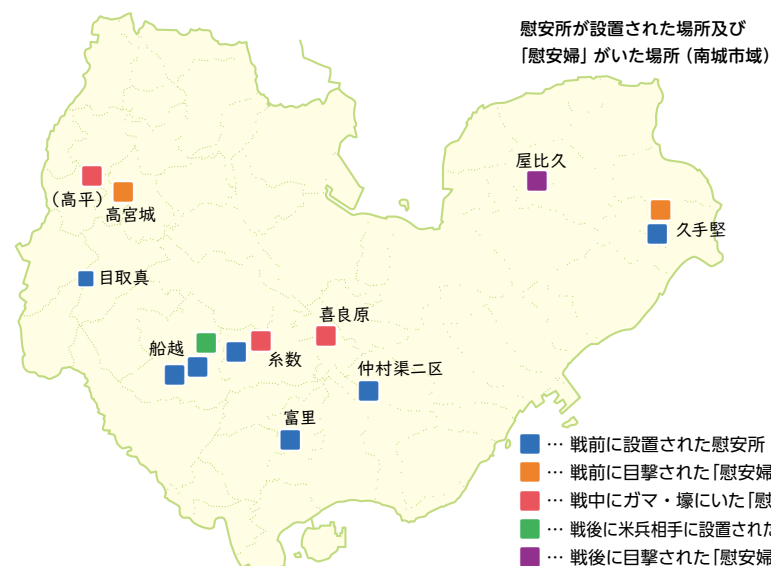 慰安所が設置された場所及び
「慰安婦」がいた場所（南城市域）
屋比久
（高平）
高宮城
久手堅
目取真
喜良原
船越
糸数
仲村渠二区
富里
… 戦前に設置された慰安所
… 戦前に目撃された「慰安婦
… 戦中にガマ・壕にいた「慰
… 戦後に米兵相手に設置された
… 戦後に目撃された「慰安婦